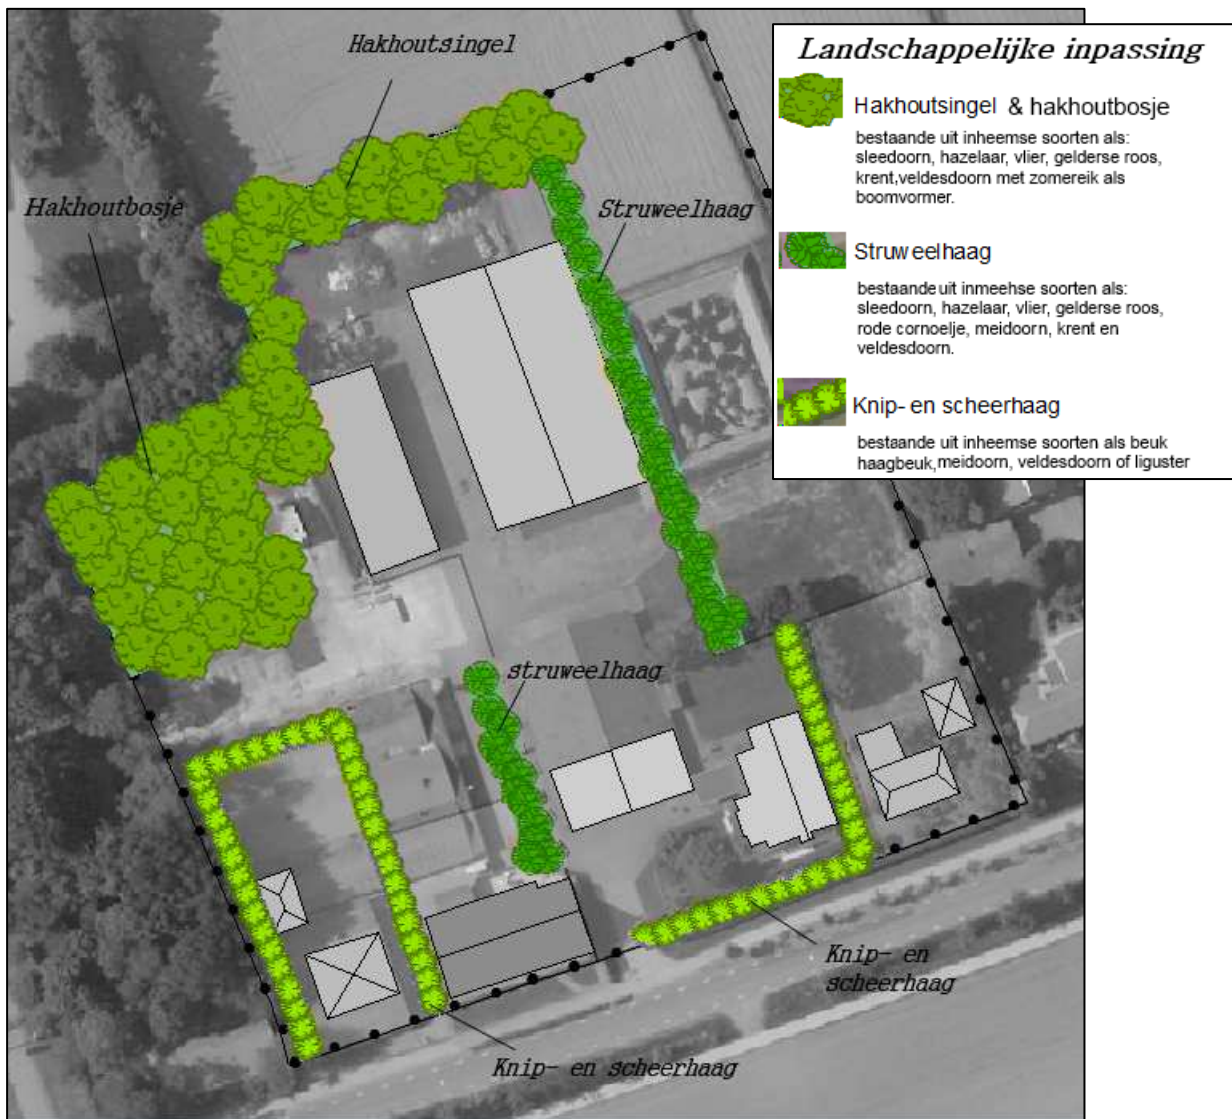 Hakhoutsingel
Hakhoutbosje
Struweelhaag
struweelhaag
Knip- en
scheerhaag
Knip- en scheerhaag
Landschappelijke inpassing
Hakhoutsingel & hakhoutbosje
bestaande uit inheemse soorten als:
sleedoorn, hazelaar, vlier, gelderse roos,
krent,veldesdoorn met zomereik als
boomvormer.
Struweelhaag
bestaande uit inmeehse soorten als:
sleedoorn, hazelaar, vlier, gelderse roos,
rode cornoelje, meidoorn, krent en
veldesdoorn.
Knip- en scheerhaag
bestaande uit inheemse soorten als beuk
haagbeuk, meidoorn, veldesdoorn of liguster